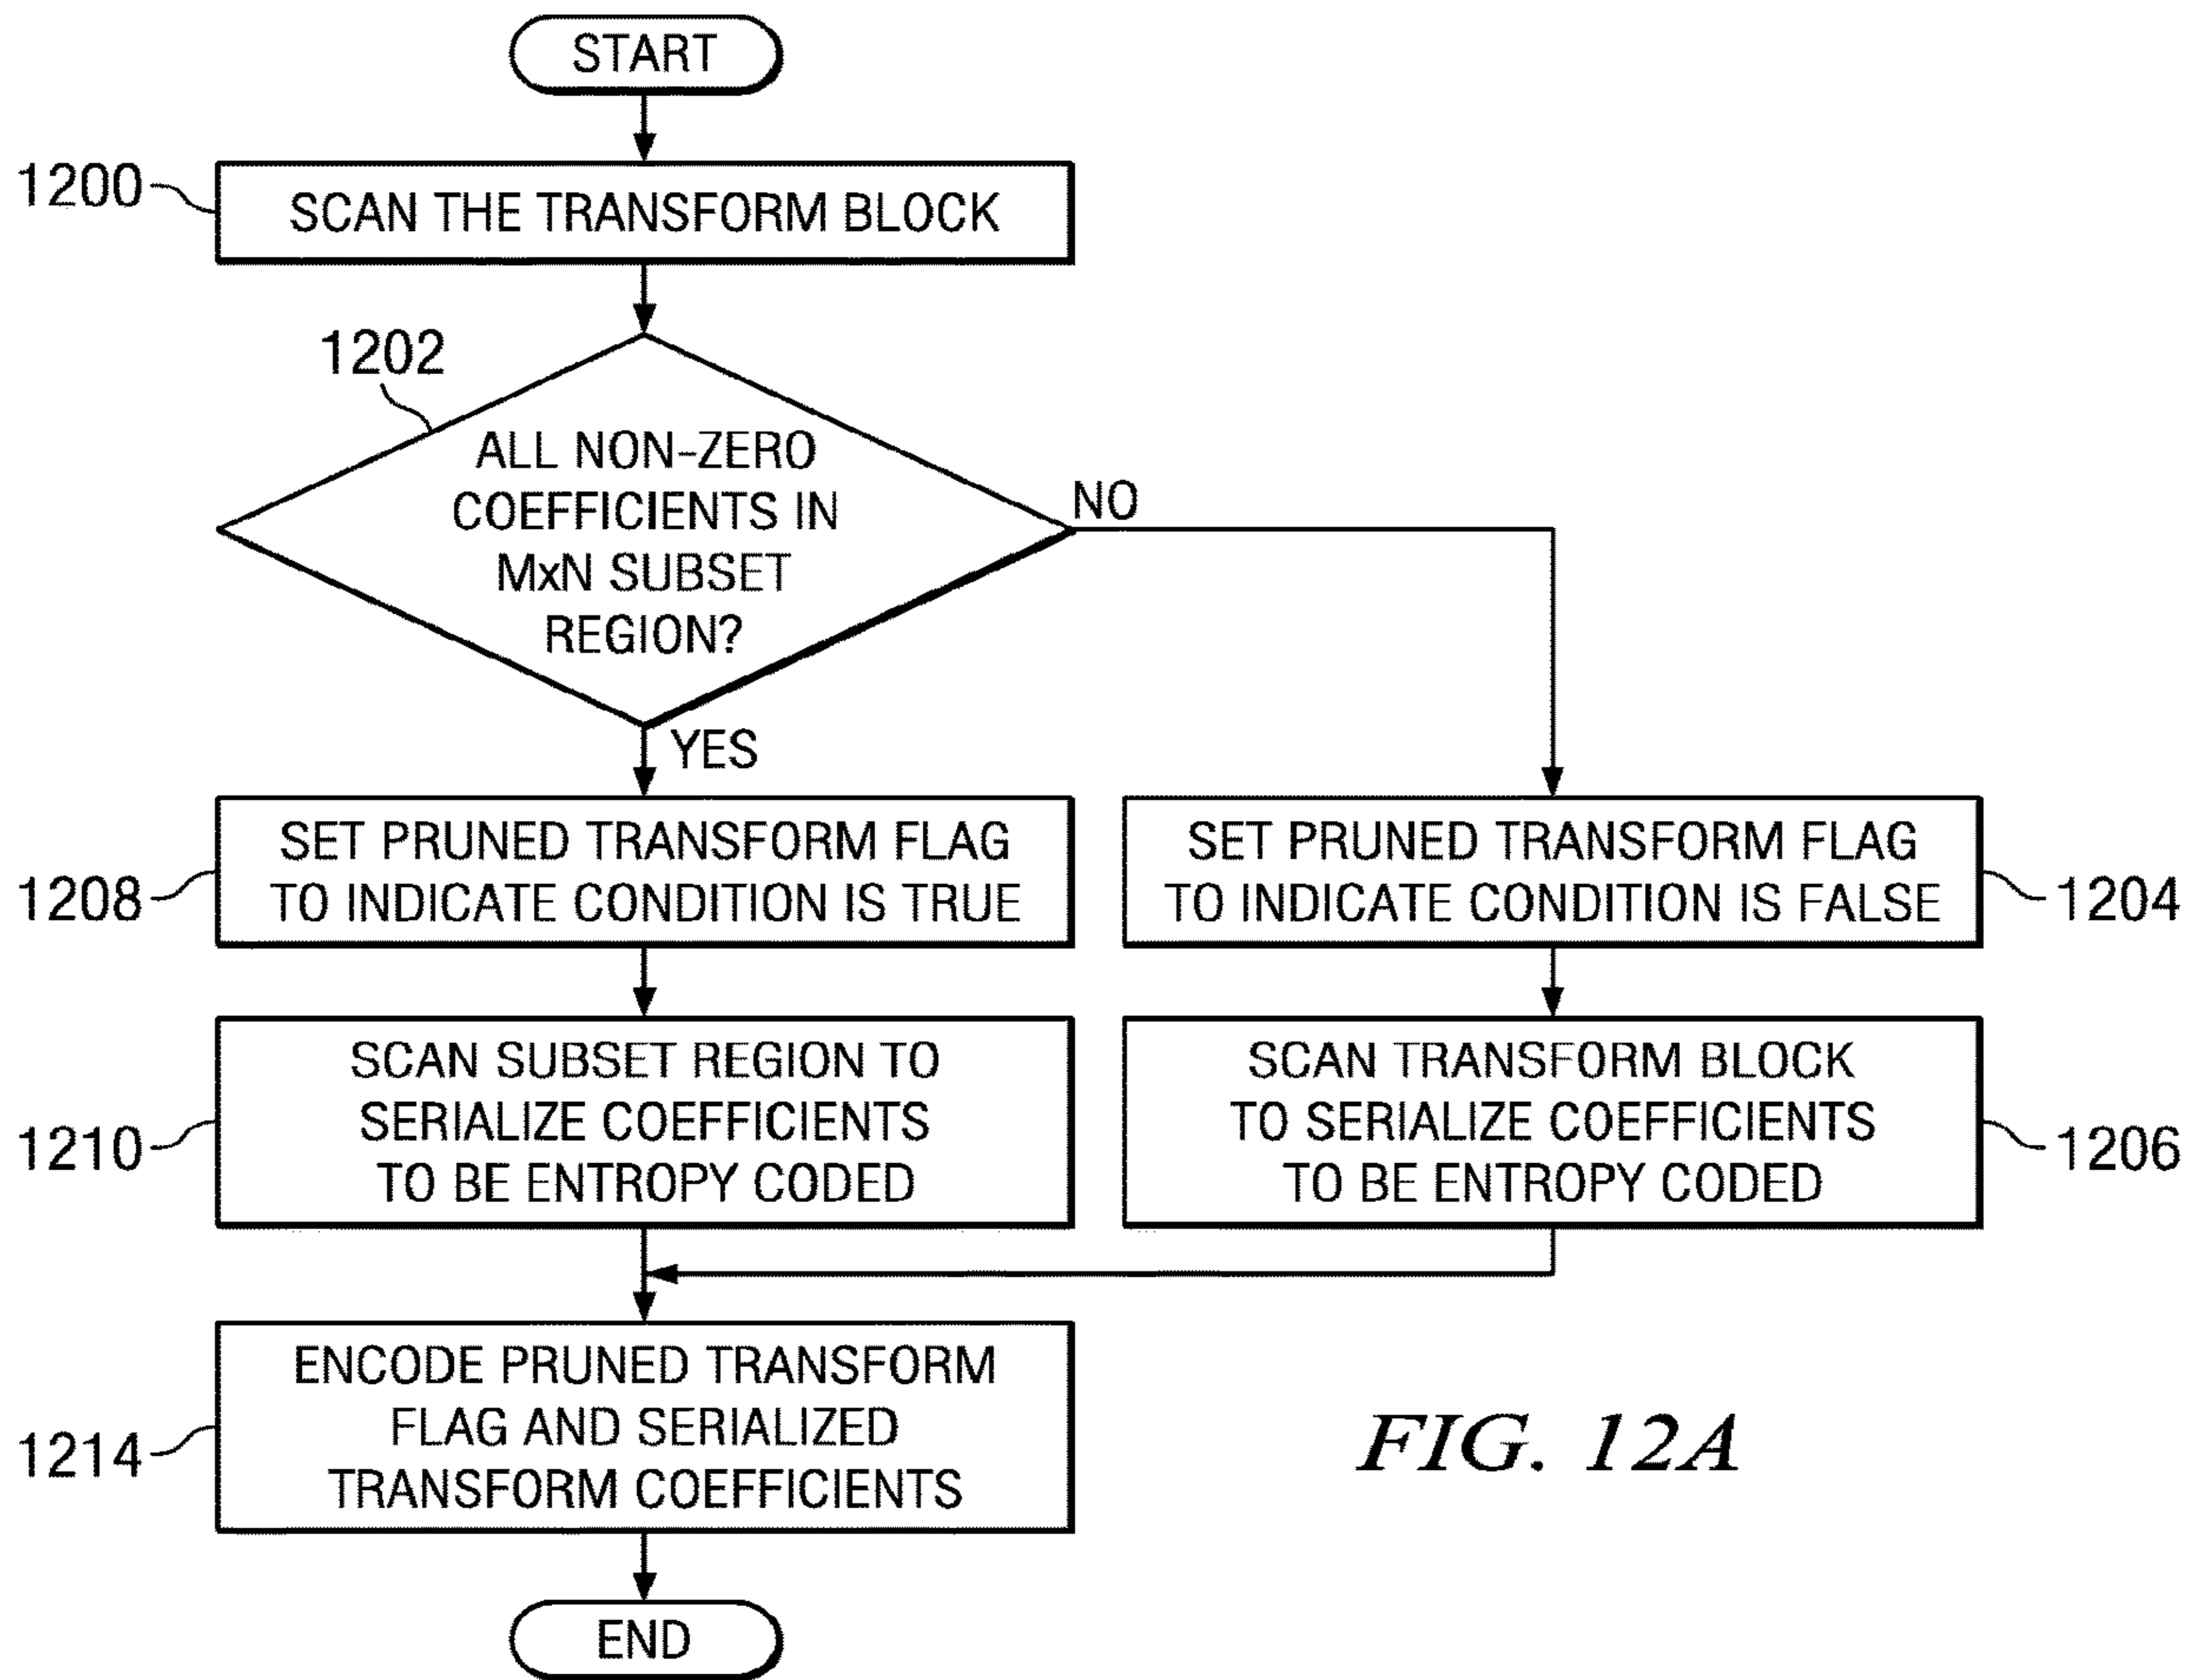 START
1200
SCAN THE TRANSFORM BLOCK
1202
ALL NON-ZERO
COEFFICIENTS IN
MxN SUBSET
REGION?
NO
YES
1208
SET PRUNED TRANSFORM FLAG
TO INDICATE CONDITION IS TRUE
SET PRUNED TRANSFORM FLAG
TO INDICATE CONDITION IS FALSE
1204
1210
SCAN SUBSET REGION TO
SERIALIZE COEFFICIENTS
TO BE ENTROPY CODED
SCAN TRANSFORM BLOCK
TO SERIALIZE COEFFICIENTS
TO BE ENTROPY CODED
1206
1214
ENCODE PRUNED TRANSFORM
FLAG AND SERIALIZED
TRANSFORM COEFFICIENTS
FIG. 12A
END